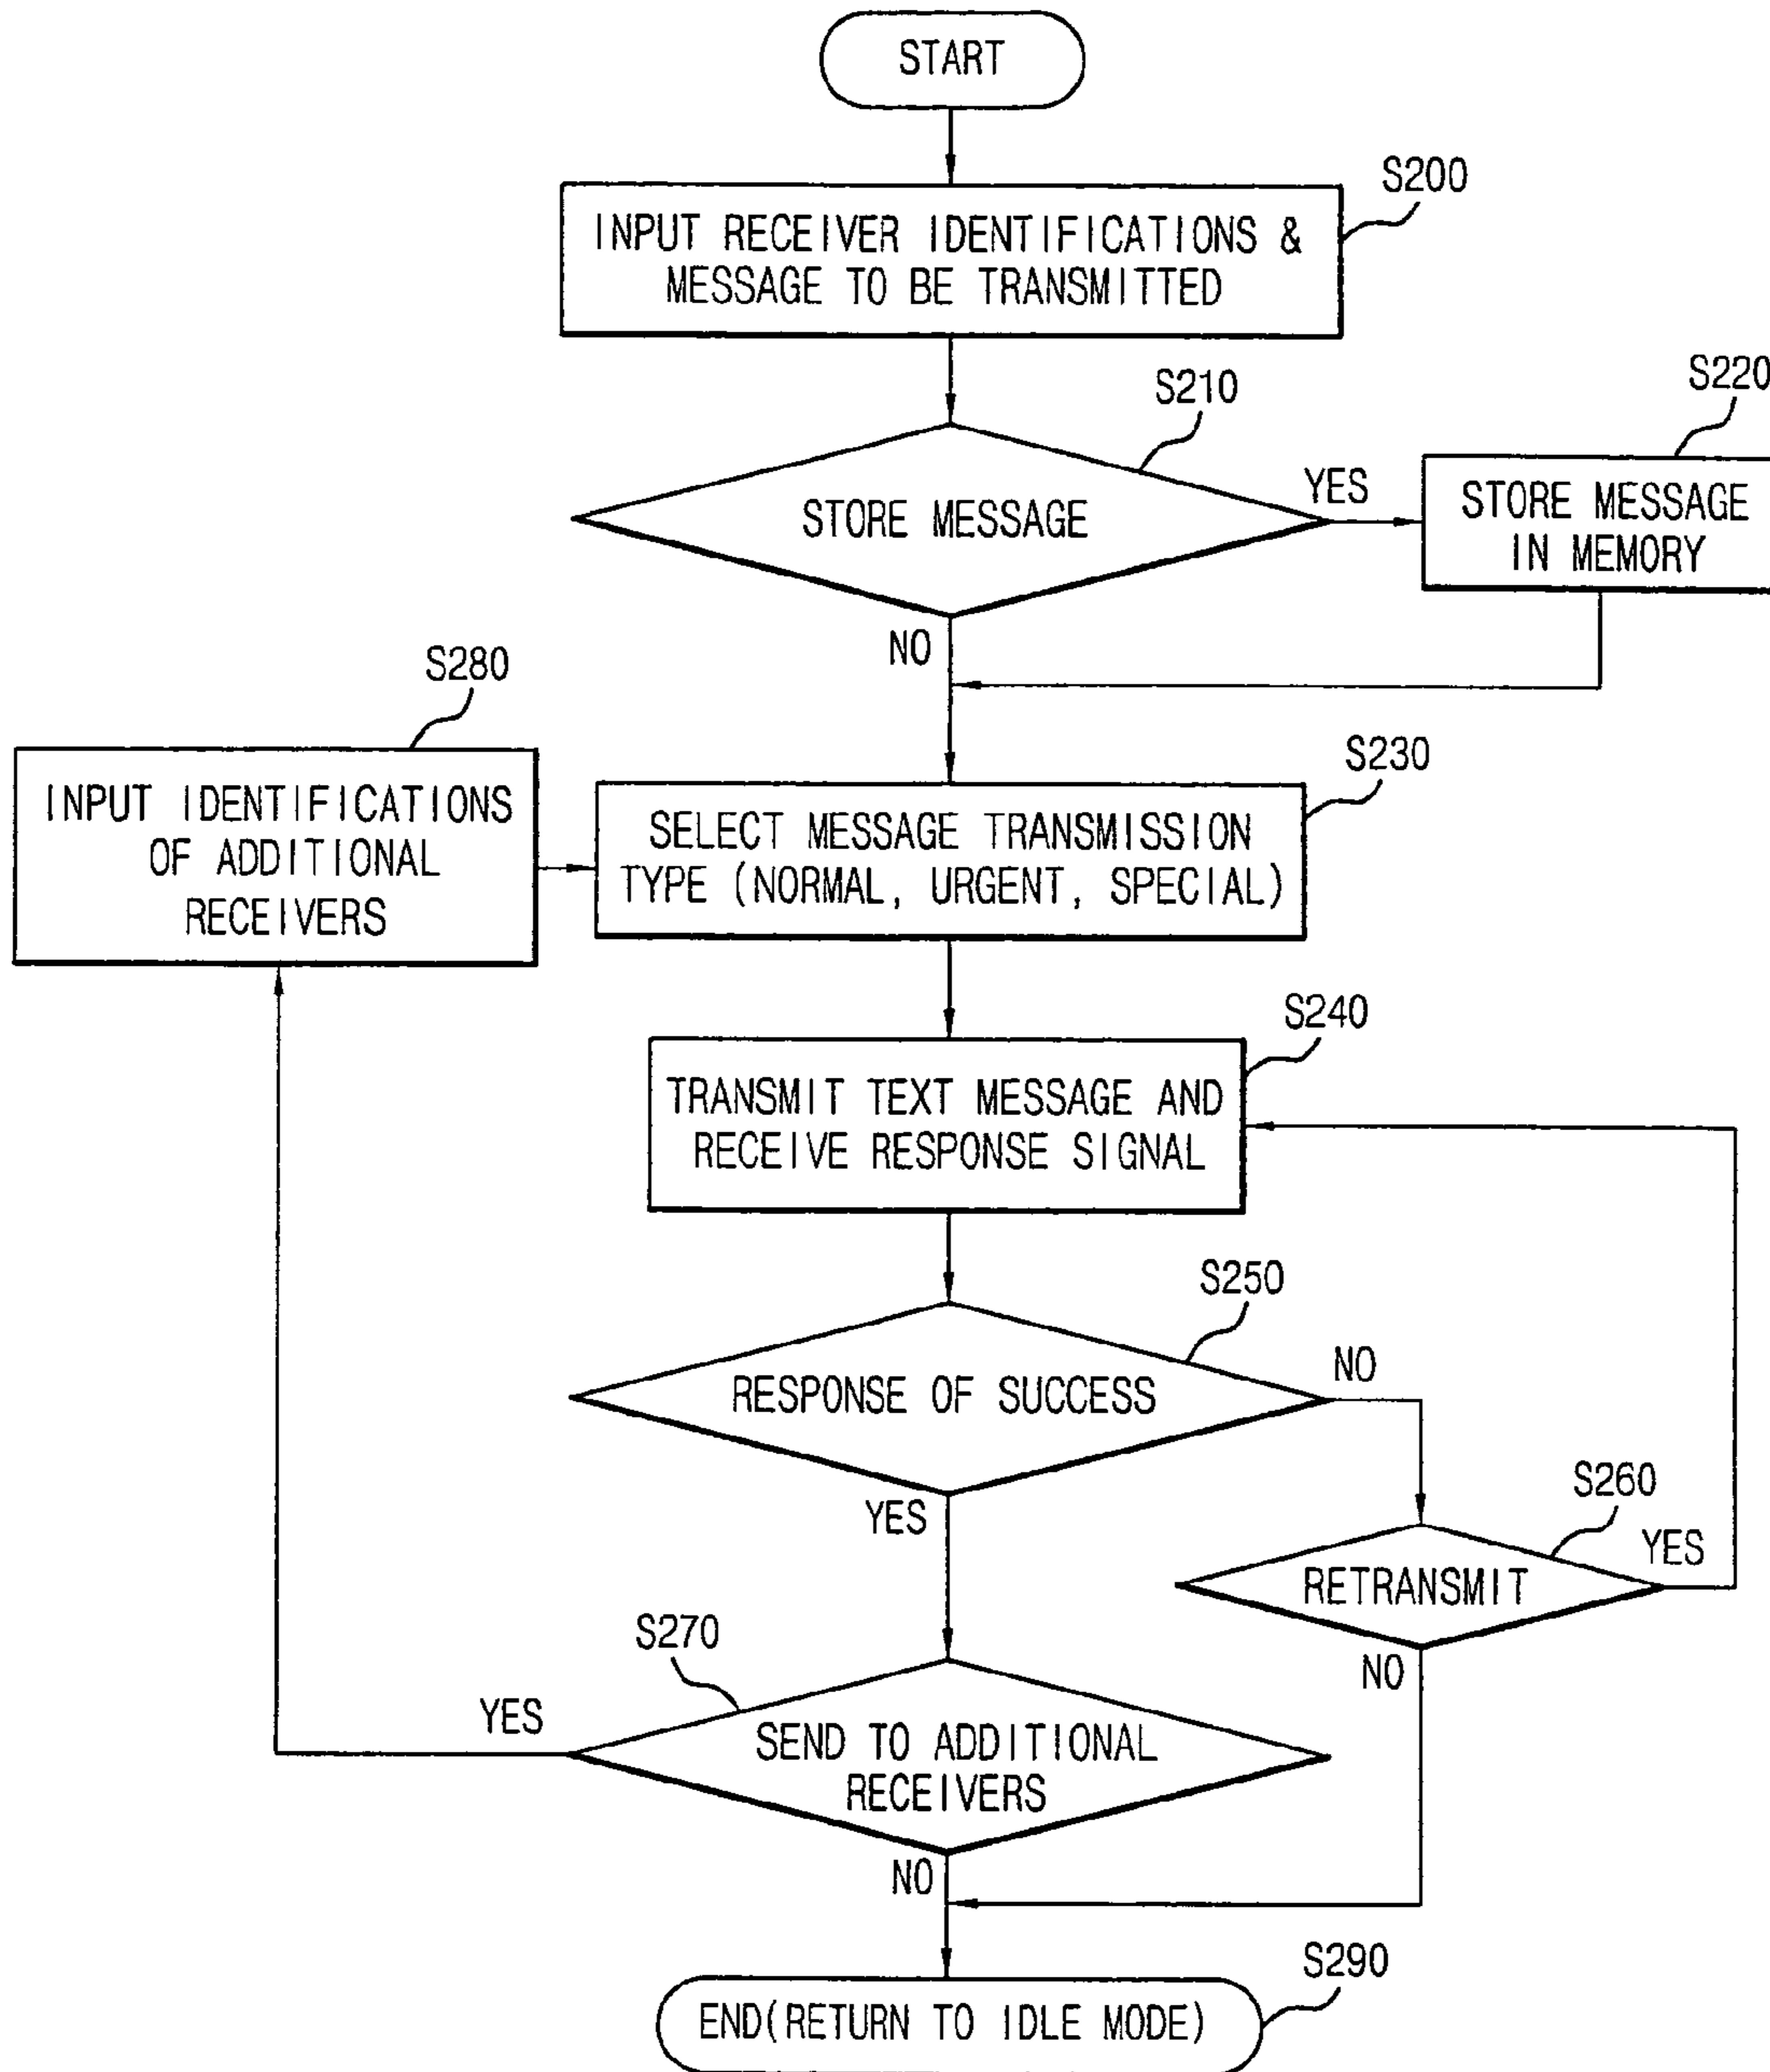 START
S200
INPUT RECEIVER IDENTIFICATIONS &
MESSAGE TO BE TRANSMITTED
S210
STORE MESSAGE
YES
S220
STORE MESSAGE
IN MEMORY
NO
S280
INPUT IDENTIFICATIONS
OF ADDITIONAL
RECEIVERS
S230
SELECT MESSAGE TRANSMISSION
TYPE (NORMAL, URGENT, SPECIAL)
S240
TRANSMIT TEXT MESSAGE AND
RECEIVE RESPONSE SIGNAL
S250
RESPONSE OF SUCCESS
NO
YES
S260
RETRANSMIT
YES
NO
S270
YES
SEND TO ADDITIONAL
RECEIVERS
NO
S290
END(RETURN TO IDLE MODE)